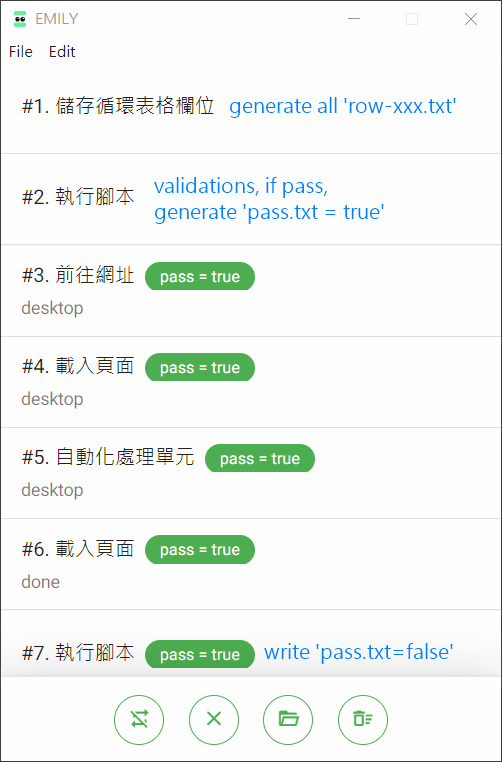 EMILY
File Edit
#1. 儲存循環表格欄位 generate all 'row-xxx.txt'
#2. 執行腳本 validations, if pass,
generate 'pass.txt = true'
#3. 前往網址 pass = true
desktop
#4. 載入頁面 pass = true
desktop
#5. 自動化處理單元 pass = true
desktop
#6. 載入頁面 pass = true
done
#7. 執行腳本 pass = true write 'pass.txt=false'